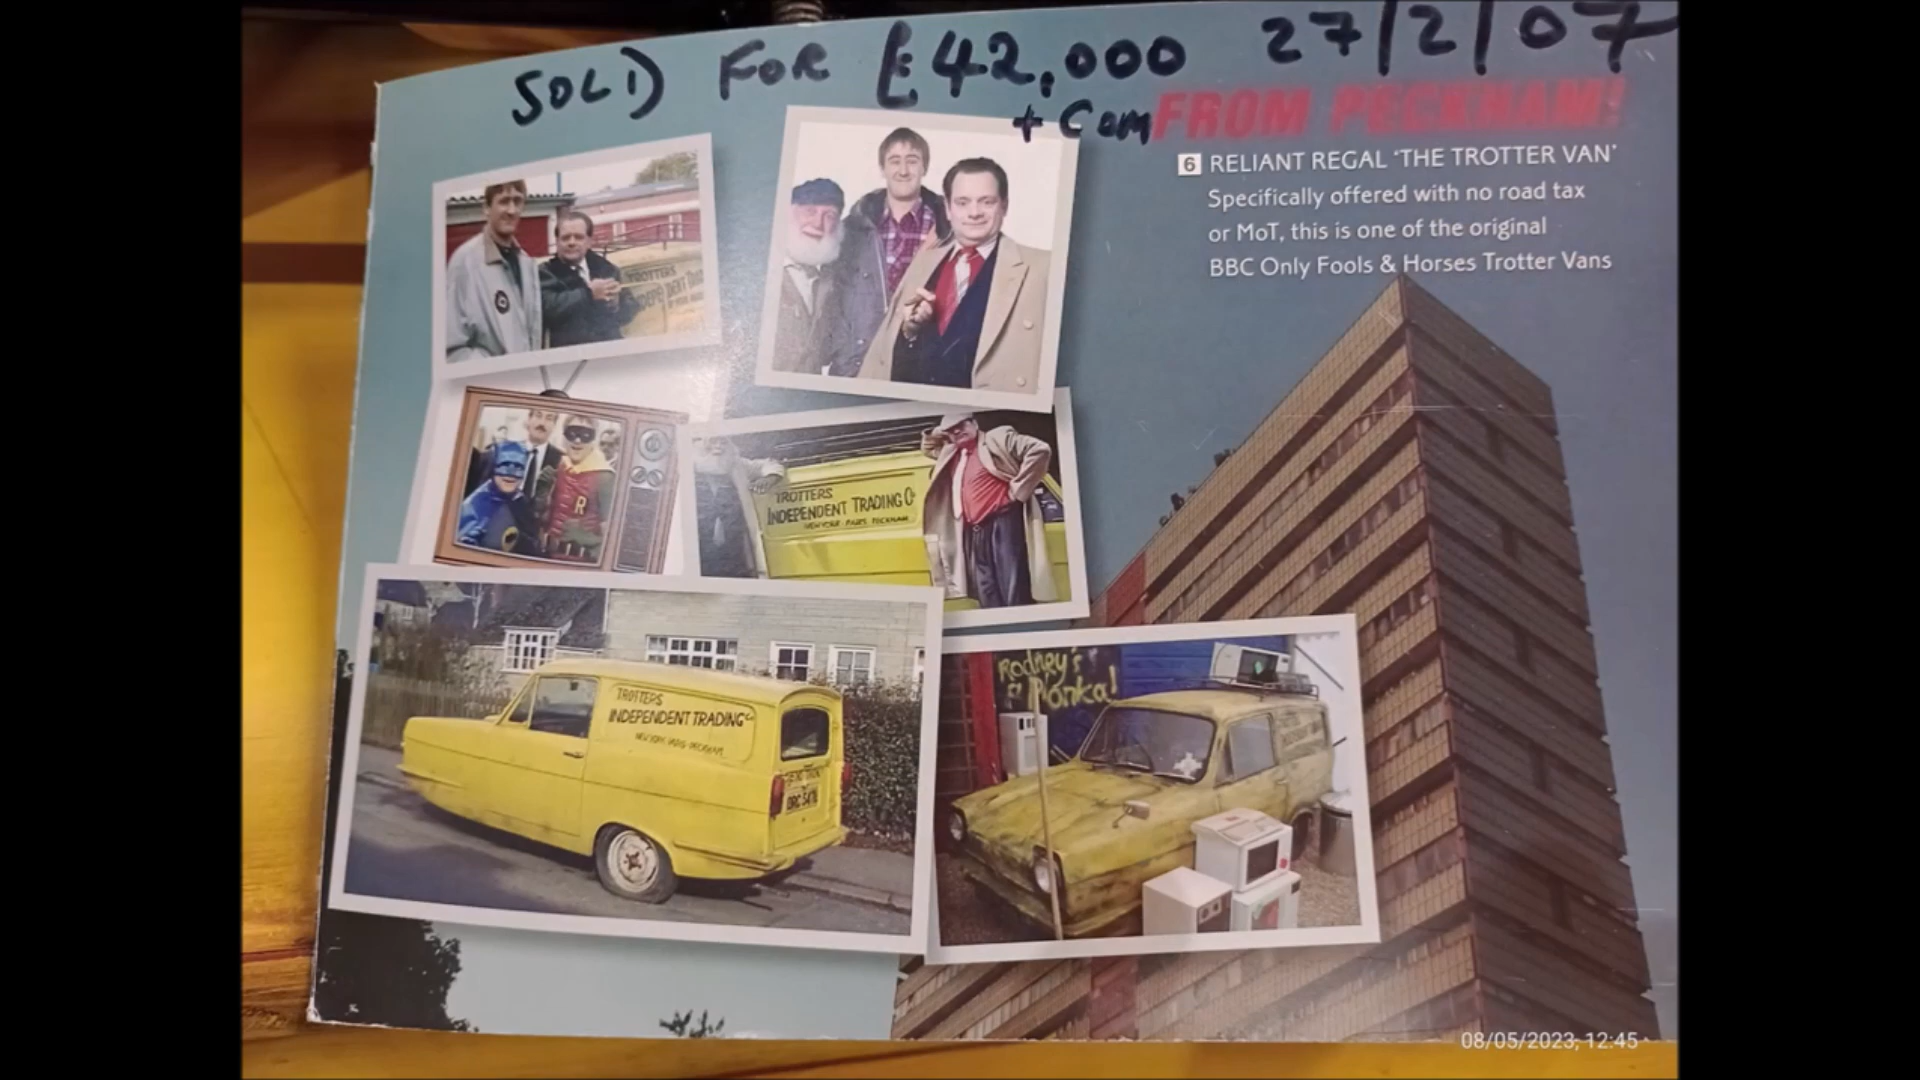 SOLD FOR £42,000 27/2/07
+ Com
FROM PECKHAM!
6 RELIANT REGAL ‘THE TROTTER VAN’
Specifically offered with no road tax
or MoT, this is one of the original
BBC Only Fools & Horses Trotter Vans
TROTTERS
INDEPENDENT TRADING Co
NEW YORK PARIS PECKHAM
Rodney's
Plonka!
TROTTERS
INDEPENDENT TRADING Co
NEW YORK - PARIS - PECKHAM
R
08/05/2023, 12:45